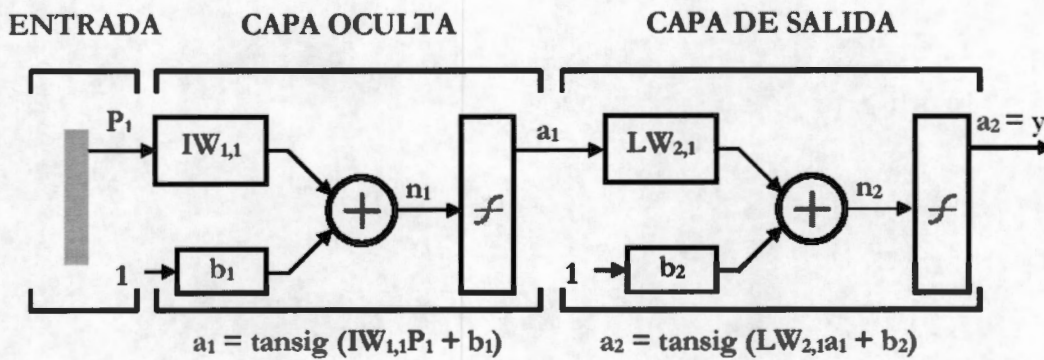 ENTRADA CAPA OCULTA CAPA DE SALIDA
P₁ IW₁,₁ a₁ LW₂,₁ a₂ = y
n₁ n₂
1 b₁ 1 b₂
a₁ = tansig (IW₁,₁P₁ + b₁) a₂ = tansig (LW₂,₁a₁ + b₂)